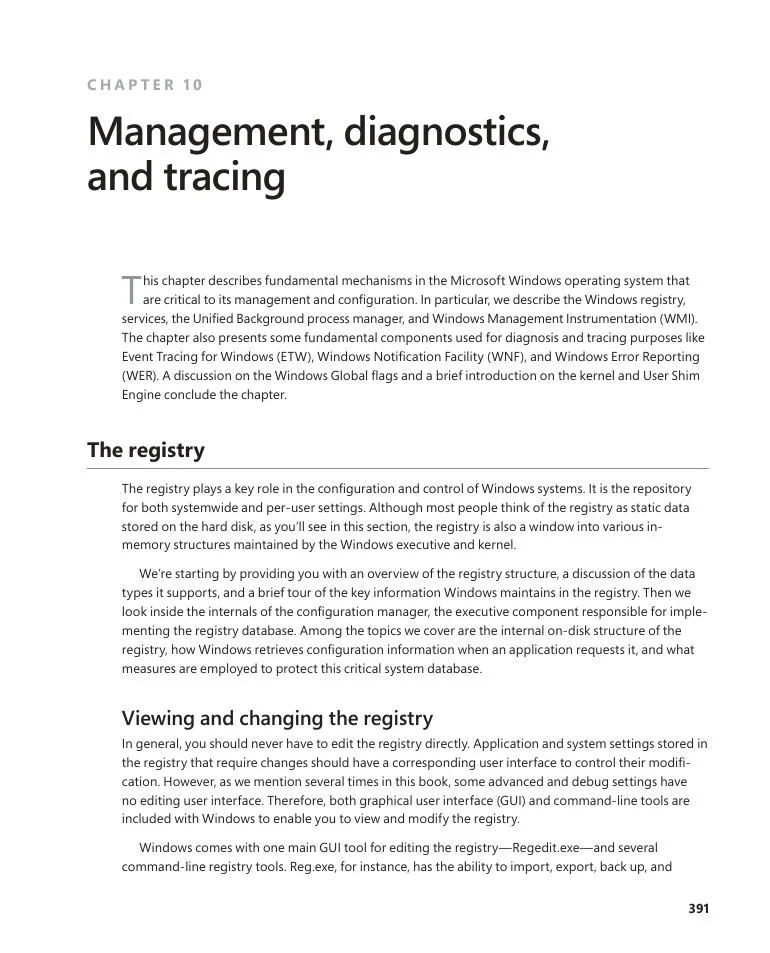 CHAPTER 10
Management, diagnostics,
and tracing
This chapter describes fundamental mechanisms in the Microsoft Windows operating system that
are critical to its management and configuration. In particular, we describe the Windows registry,
services, the Unified Background process manager, and Windows Management Instrumentation (WMI).
The chapter also presents some fundamental components used for diagnosis and tracing purposes like
Event Tracing for Windows (ETW), Windows Notification Facility (WNF), and Windows Error Reporting
(WER). A discussion on the Windows Global flags and a brief introduction on the kernel and User Shim
Engine conclude the chapter.
The registry
The registry plays a key role in the configuration and control of Windows systems. It is the repository
for both systemwide and per-user settings. Although most people think of the registry as static data
stored on the hard disk, as you’ll see in this section, the registry is also a window into various in-
memory structures maintained by the Windows executive and kernel.
We’re starting by providing you with an overview of the registry structure, a discussion of the data
types it supports, and a brief tour of the key information Windows maintains in the registry. Then we
look inside the internals of the configuration manager, the executive component responsible for imple-
menting the registry database. Among the topics we cover are the internal on-disk structure of the
registry, how Windows retrieves configuration information when an application requests it, and what
measures are employed to protect this critical system database.
Viewing and changing the registry
In general, you should never have to edit the registry directly. Application and system settings stored in
the registry that require changes should have a corresponding user interface to control their modifi-
cation. However, as we mention several times in this book, some advanced and debug settings have
no editing user interface. Therefore, both graphical user interface (GUI) and command-line tools are
included with Windows to enable you to view and modify the registry.
Windows comes with one main GUI tool for editing the registry—Regedit.exe—and several
command-line registry tools. Reg.exe, for instance, has the ability to import, export, back up, and
391